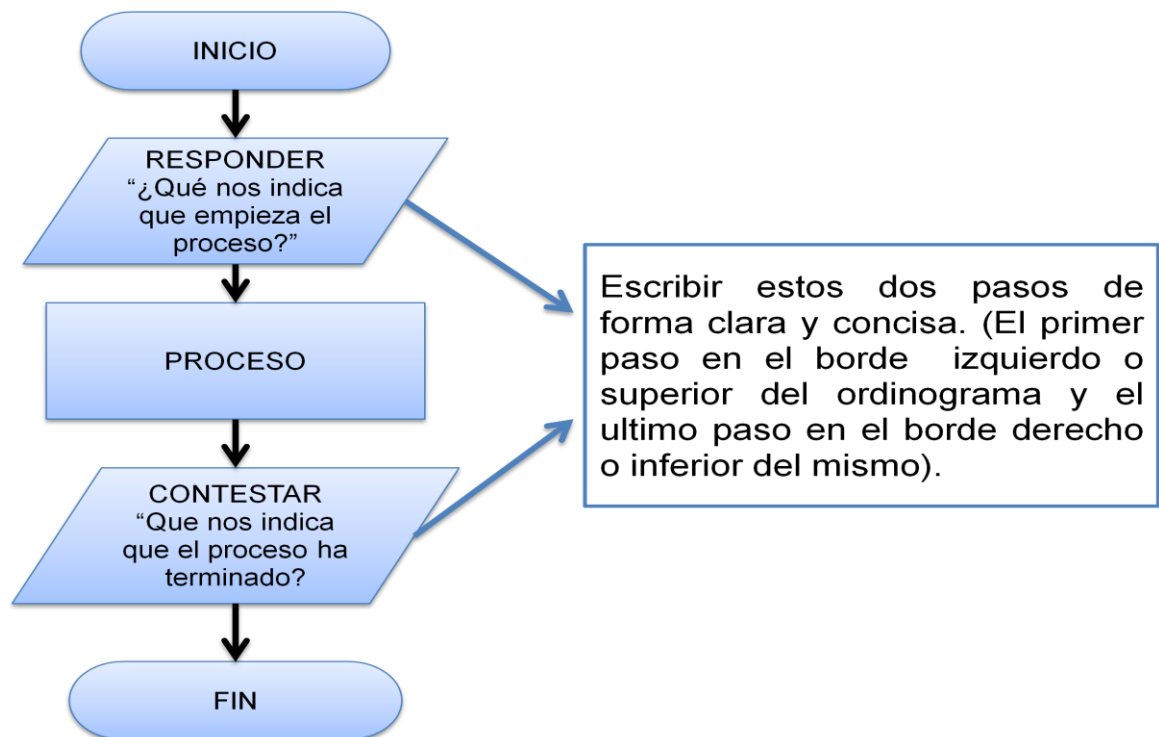 INICIO
RESPONDER
“¿Qué nos indica
que empieza el
proceso?”
PROCESO
CONTESTAR
“Que nos indica
que el proceso ha
terminado?
FIN
Escribir estos dos pasos de
forma clara y concisa. (El primer
paso en el borde izquierdo o
superior del ordinograma y el
ultimo paso en el borde derecho
o inferior del mismo).